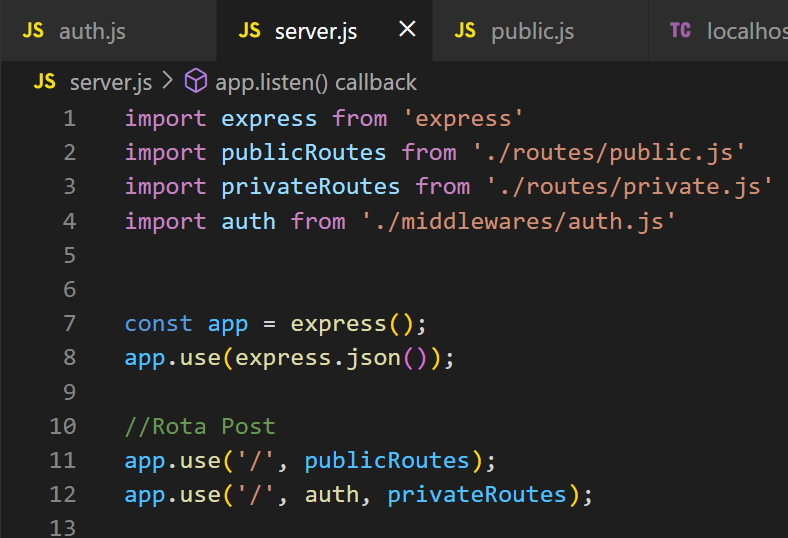 JS auth.js JS server.js × JS public.js TC localhos
JS server.js > app.listen() callback
1 import express from 'express'
2 import publicRoutes from './routes/public.js'
3 import privateRoutes from './routes/private.js'
4 import auth from './middlewares/auth.js'
5
6
7 const app = express();
8 app.use(express.json());
9
10 //Rota Post
11 app.use('/', publicRoutes);
12 app.use('/', auth, privateRoutes);
13